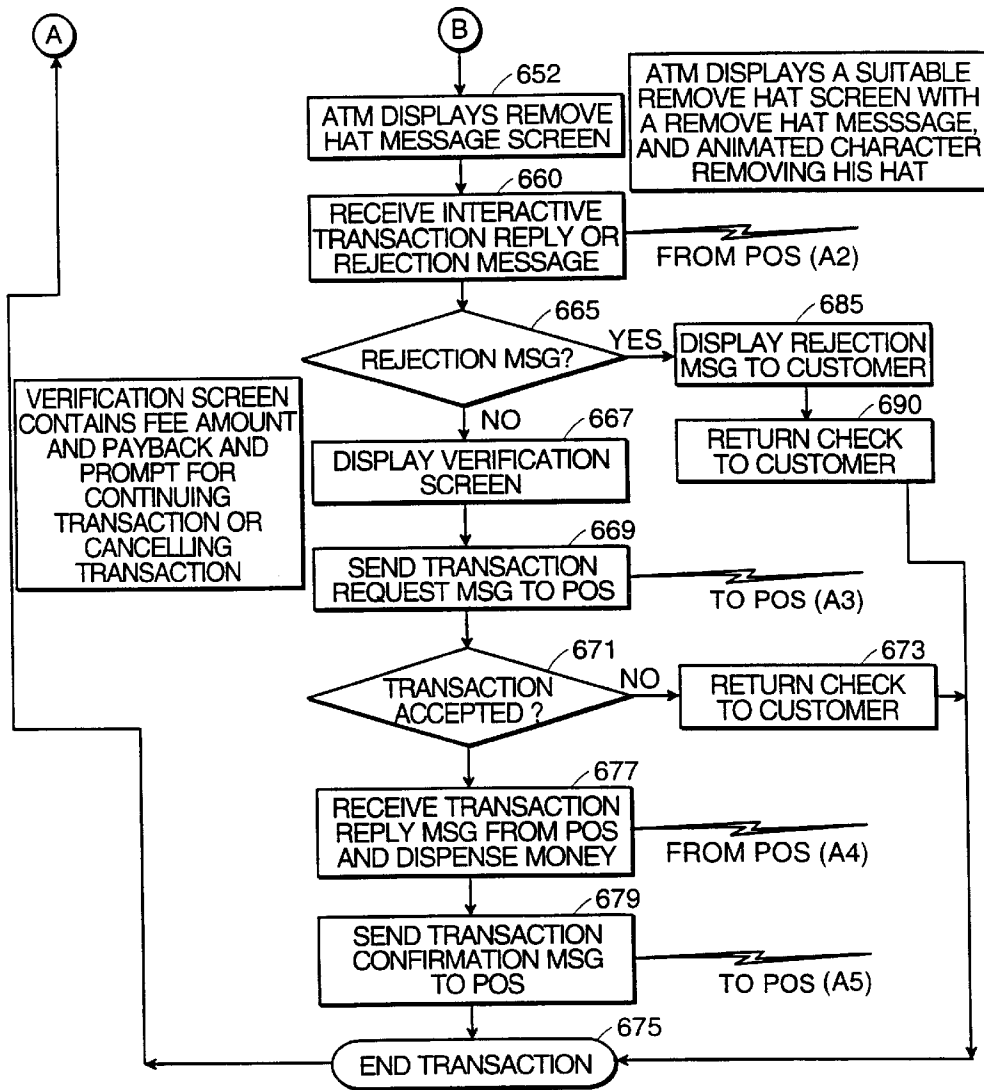 A
B
652
ATM DISPLAYS REMOVE
HAT MESSAGE SCREEN
ATM DISPLAYS A SUITABLE
REMOVE HAT SCREEN WITH
A REMOVE HAT MESSSAGE,
AND ANIMATED CHARACTER
REMOVING HIS HAT
660
RECEIVE INTERACTIVE
TRANSACTION REPLY OR
REJECTION MESSAGE
FROM POS (A2)
665
REJECTION MSG?
YES
685
DISPLAY REJECTION
MSG TO CUSTOMER
690
RETURN CHECK
TO CUSTOMER
NO
VERIFICATION SCREEN
CONTAINS FEE AMOUNT
AND PAYBACK AND
PROMPT FOR
CONTINUING
TRANSACTION OR
CANCELLING
TRANSACTION
667
DISPLAY VERIFICATION
SCREEN
669
SEND TRANSACTION
REQUEST MSG TO POS
TO POS (A3)
671
TRANSACTION
ACCEPTED ?
NO
673
RETURN CHECK
TO CUSTOMER
677
RECEIVE TRANSACTION
REPLY MSG FROM POS
AND DISPENSE MONEY
FROM POS (A4)
679
SEND TRANSACTION
CONFIRMATION MSG
TO POS
TO POS (A5)
675
END TRANSACTION